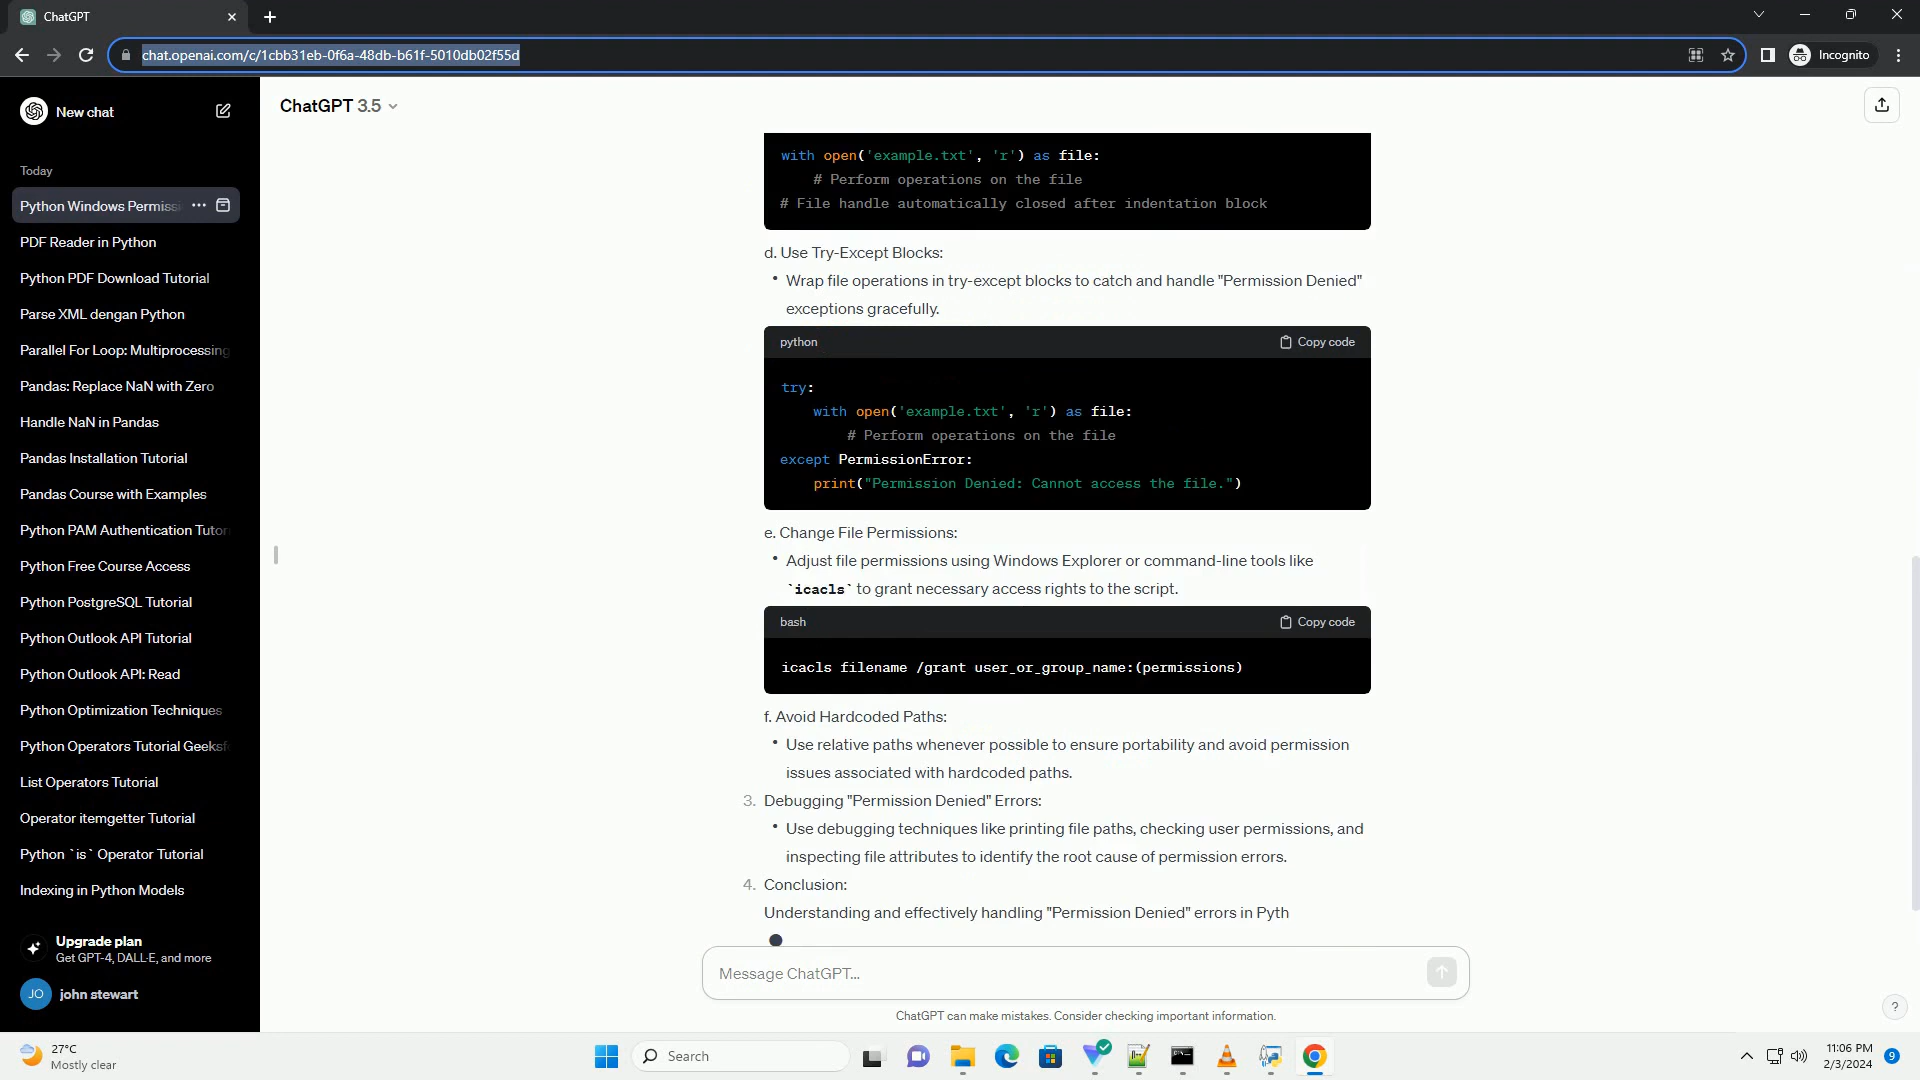 ChatGPT
chat.openai.com/c/1cbb31eb-0f6a-48db-b61f-5010db02f55d
Incognito
New chat
Today
Python Windows Permiss
PDF Reader in Python
Python PDF Download Tutorial
Parse XML dengan Python
Parallel For Loop: Multiprocessing
Pandas: Replace NaN with Zero
Handle NaN in Pandas
Pandas Installation Tutorial
Pandas Course with Examples
Python PAM Authentication Tutor
Python Free Course Access
Python PostgreSQL Tutorial
Python Outlook API Tutorial
Python Outlook API: Read
Python Optimization Techniques
Python Operators Tutorial Geeksf
List Operators Tutorial
Operator itemgetter Tutorial
Python `is` Operator Tutorial
Indexing in Python Models
Upgrade plan
Get GPT-4, DALL·E, and more
JO john stewart
ChatGPT 3.5
with open('example.txt', 'r') as file:
# Perform operations on the file
# File handle automatically closed after indentation block
d. Use Try-Except Blocks:
• Wrap file operations in try-except blocks to catch and handle "Permission Denied"
exceptions gracefully.
python Copy code
try:
with open('example.txt', 'r') as file:
# Perform operations on the file
except PermissionError:
print("Permission Denied: Cannot access the file.")
e. Change File Permissions:
• Adjust file permissions using Windows Explorer or command-line tools like
`icacls` to grant necessary access rights to the script.
bash Copy code
icacls filename /grant user_or_group_name:(permissions)
f. Avoid Hardcoded Paths:
• Use relative paths whenever possible to ensure portability and avoid permission
issues associated with hardcoded paths.
3. Debugging "Permission Denied" Errors:
• Use debugging techniques like printing file paths, checking user permissions, and
inspecting file attributes to identify the root cause of permission errors.
4. Conclusion:
Understanding and effectively handling "Permission Denied" errors in Pyth
Message ChatGPT...
ChatGPT can make mistakes. Consider checking important information.
?
27°C
Mostly clear
Search
11:06 PM
2/3/2024
9